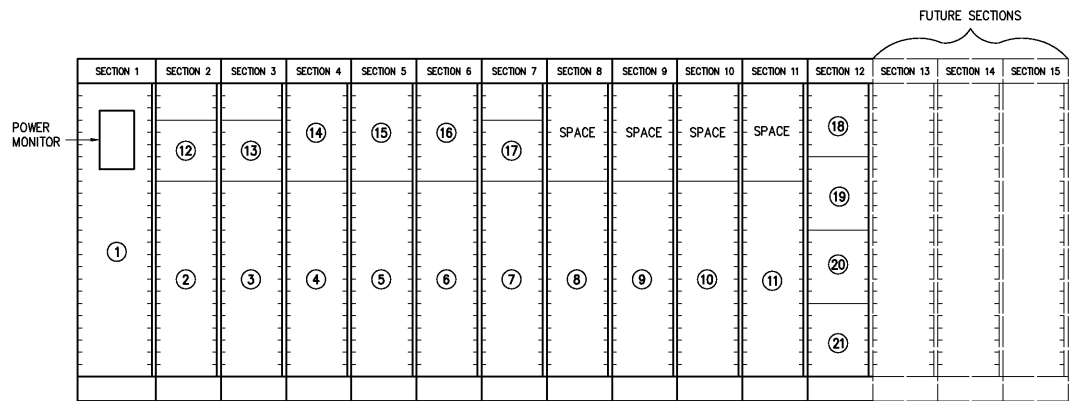 FUTURE SECTIONS
SECTION 1 SECTION 2 SECTION 3 SECTION 4 SECTION 5 SECTION 6 SECTION 7 SECTION 8 SECTION 9 SECTION 10 SECTION 11 SECTION 12 SECTION 13 SECTION 14 SECTION 15
POWER
MONITOR
14 15 16 SPACE SPACE SPACE SPACE 18
12 13 17
19
1
20
2 3 4 5 6 7 8 9 10 11
21